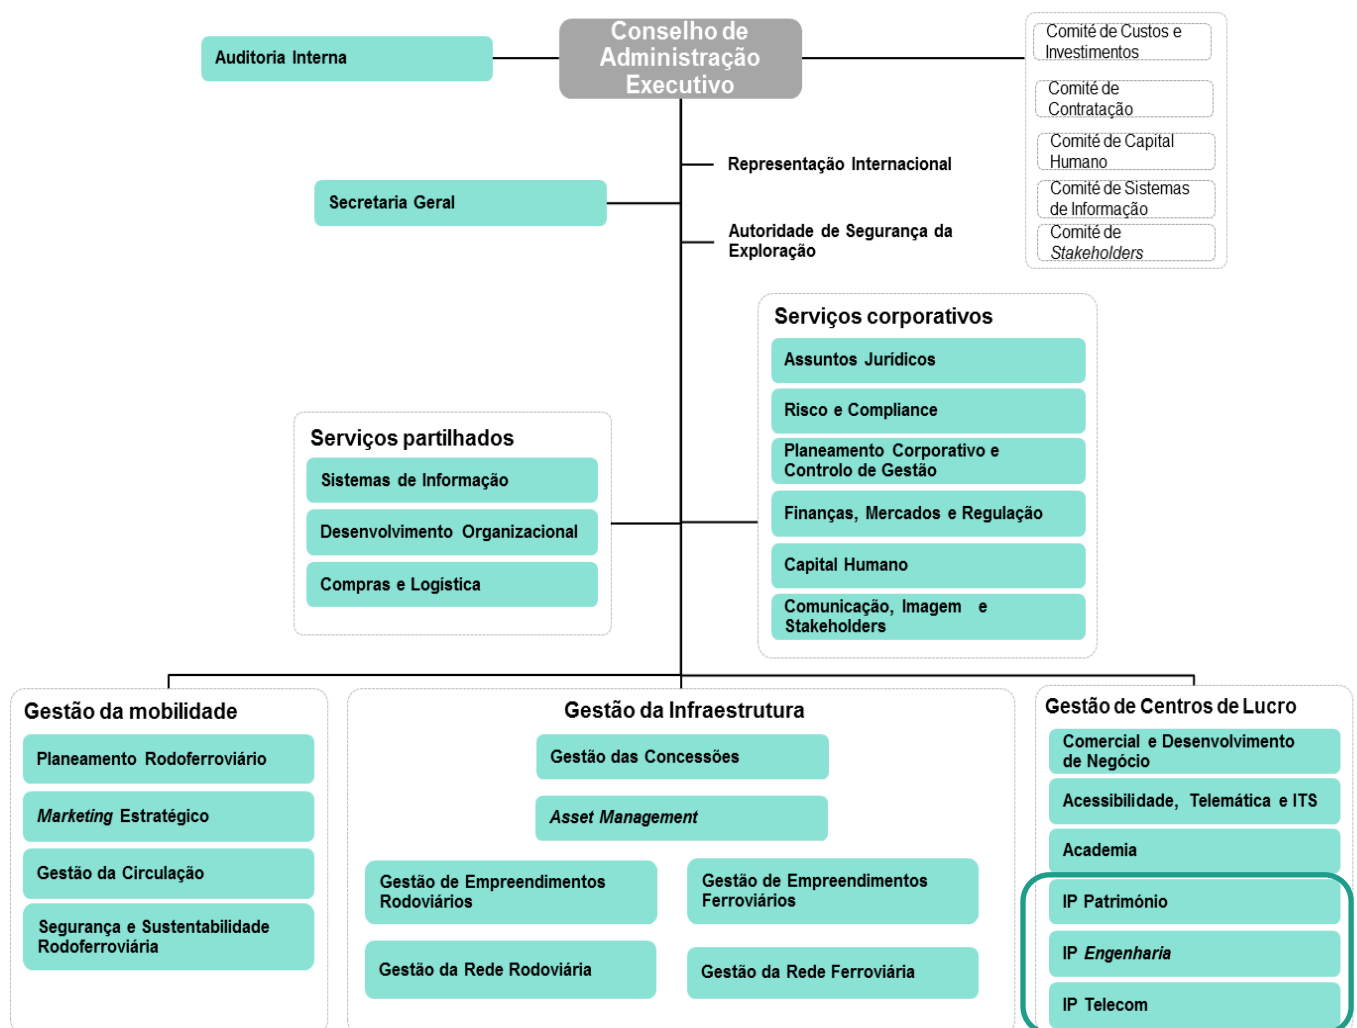 Conselho de
Administração
Executivo
Auditoria Interna
Comité de Custos e
Investimentos
Comité de
Contratação
Comité de Capital
Humano
Comité de Sistemas
de Informação
Comité de
Stakeholders
Representação Internacional
Secretaria Geral
Autoridade de Segurança da
Exploração
Serviços corporativos
Assuntos Jurídicos
Risco e Compliance
Planeamento Corporativo e
Controlo de Gestão
Finanças, Mercados e Regulação
Capital Humano
Comunicação, Imagem e
Stakeholders
Serviços partilhados
Sistemas de Informação
Desenvolvimento Organizacional
Compras e Logística
Gestão da mobilidade
Planeamento Rodoferroviário
Marketing Estratégico
Gestão da Circulação
Segurança e Sustentabilidade
Rodoferroviária
Gestão da Infraestrutura
Gestão das Concessões
Asset Management
Gestão de Empreendimentos
Rodoviários
Gestão de Empreendimentos
Ferroviários
Gestão da Rede Rodoviária
Gestão da Rede Ferroviária
Gestão de Centros de Lucro
Comercial e Desenvolvimento
de Negócio
Acessibilidade, Telemática e ITS
Academia
IP Património
IP Engenharia
IP Telecom